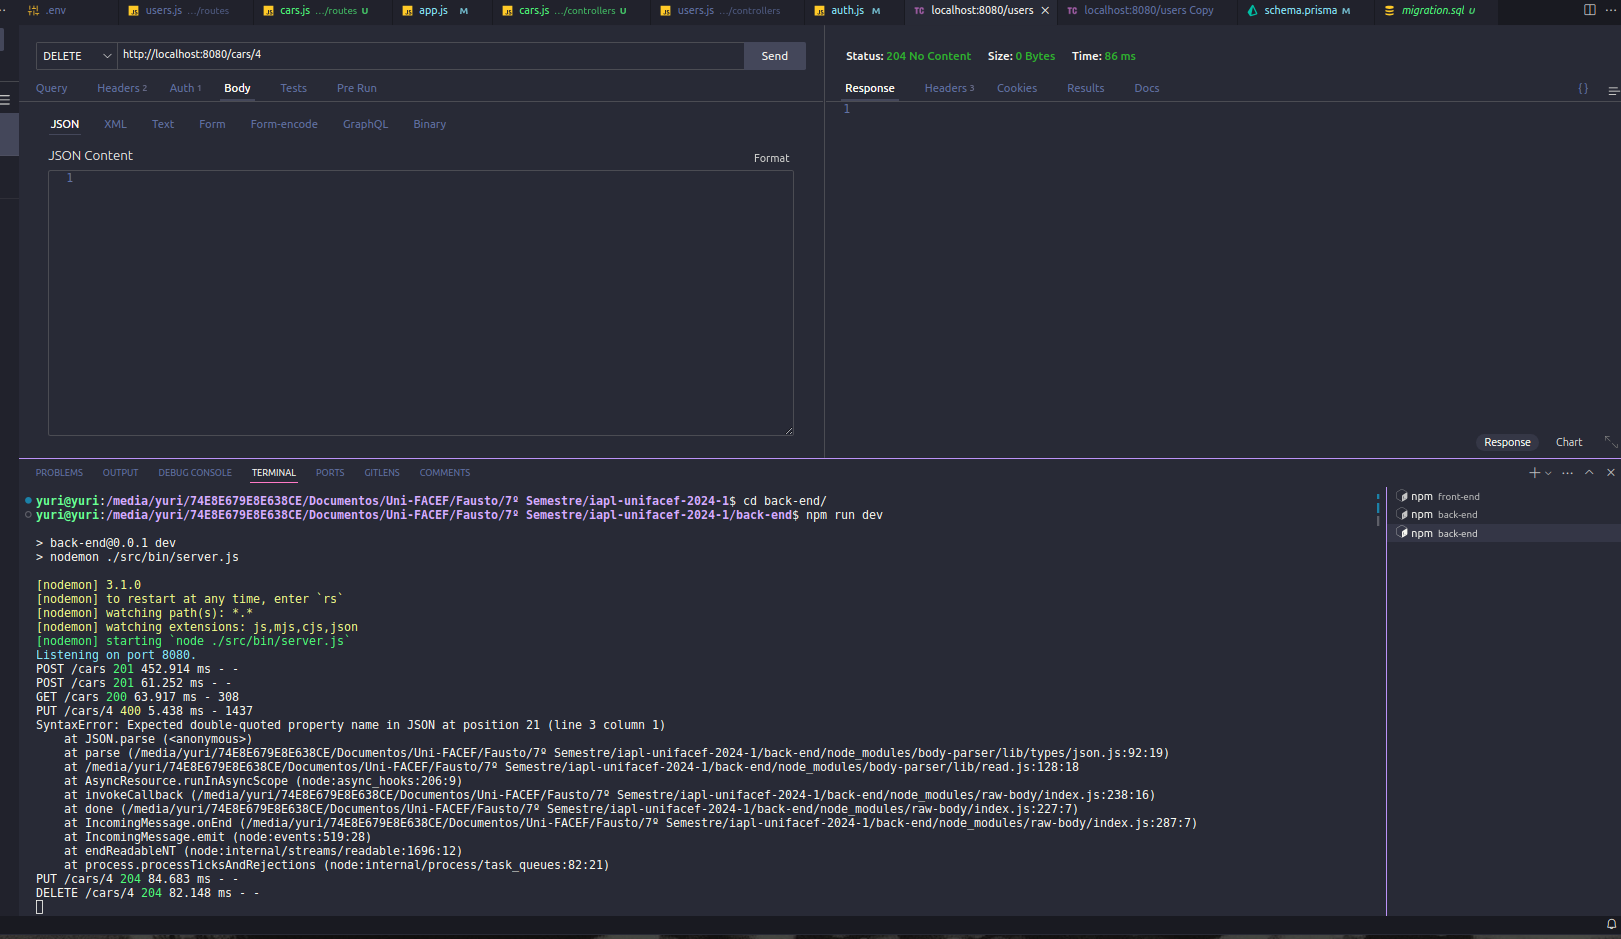 .env users.js .../routes cars.js .../routes U app.js M cars.js .../controllers U users.js .../controllers auth.js M localhost:8080/users localhost:8080/users Copy schema.prisma M migration.sql U
DELETE http://localhost:8080/cars/4 Send
Status: 204 No Content Size: 0 Bytes Time: 86 ms
Query Headers 2 Auth 1 Body Tests Pre Run
Response Headers 3 Cookies Results Docs {}
1
JSON XML Text Form Form-encode GraphQL Binary
JSON Content Format
1
Response Chart
PROBLEMS OUTPUT DEBUG CONSOLE TERMINAL PORTS GITLENS COMMENTS
yuri@yuri:/media/yuri/74E8E679E8E638CE/Documentos/Uni-FACEF/Fausto/7º Semestre/iapl-unifacef-2024-1$ cd back-end/
yuri@yuri:/media/yuri/74E8E679E8E638CE/Documentos/Uni-FACEF/Fausto/7º Semestre/iapl-unifacef-2024-1/back-end$ npm run dev
> back-end@0.0.1 dev
> nodemon ./src/bin/server.js
[nodemon] 3.1.0
[nodemon] to restart at any time, enter `rs`
[nodemon] watching path(s): *.*
[nodemon] watching extensions: js,mjs,cjs,json
[nodemon] starting `node ./src/bin/server.js`
Listening on port 8080.
POST /cars 201 452.914 ms - -
POST /cars 201 61.252 ms - -
GET /cars 200 63.917 ms - 308
PUT /cars/4 400 5.438 ms - 1437
SyntaxError: Expected double-quoted property name in JSON at position 21 (line 3 column 1)
at JSON.parse (<anonymous>)
at parse (/media/yuri/74E8E679E8E638CE/Documentos/Uni-FACEF/Fausto/7º Semestre/iapl-unifacef-2024-1/back-end/node_modules/body-parser/lib/types/json.js:92:19)
at /media/yuri/74E8E679E8E638CE/Documentos/Uni-FACEF/Fausto/7º Semestre/iapl-unifacef-2024-1/back-end/node_modules/body-parser/lib/read.js:128:18
at AsyncResource.runInAsyncScope (node:async_hooks:206:9)
at invokeCallback (/media/yuri/74E8E679E8E638CE/Documentos/Uni-FACEF/Fausto/7º Semestre/iapl-unifacef-2024-1/back-end/node_modules/raw-body/index.js:238:16)
at done (/media/yuri/74E8E679E8E638CE/Documentos/Uni-FACEF/Fausto/7º Semestre/iapl-unifacef-2024-1/back-end/node_modules/raw-body/index.js:227:7)
at IncomingMessage.onEnd (/media/yuri/74E8E679E8E638CE/Documentos/Uni-FACEF/Fausto/7º Semestre/iapl-unifacef-2024-1/back-end/node_modules/raw-body/index.js:287:7)
at IncomingMessage.emit (node:events:519:28)
at endReadableNT (node:internal/streams/readable:1696:12)
at process.processTicksAndRejections (node:internal/process/task_queues:82:21)
PUT /cars/4 204 84.683 ms - -
DELETE /cars/4 204 82.148 ms - -
npm front-end
npm back-end
npm back-end